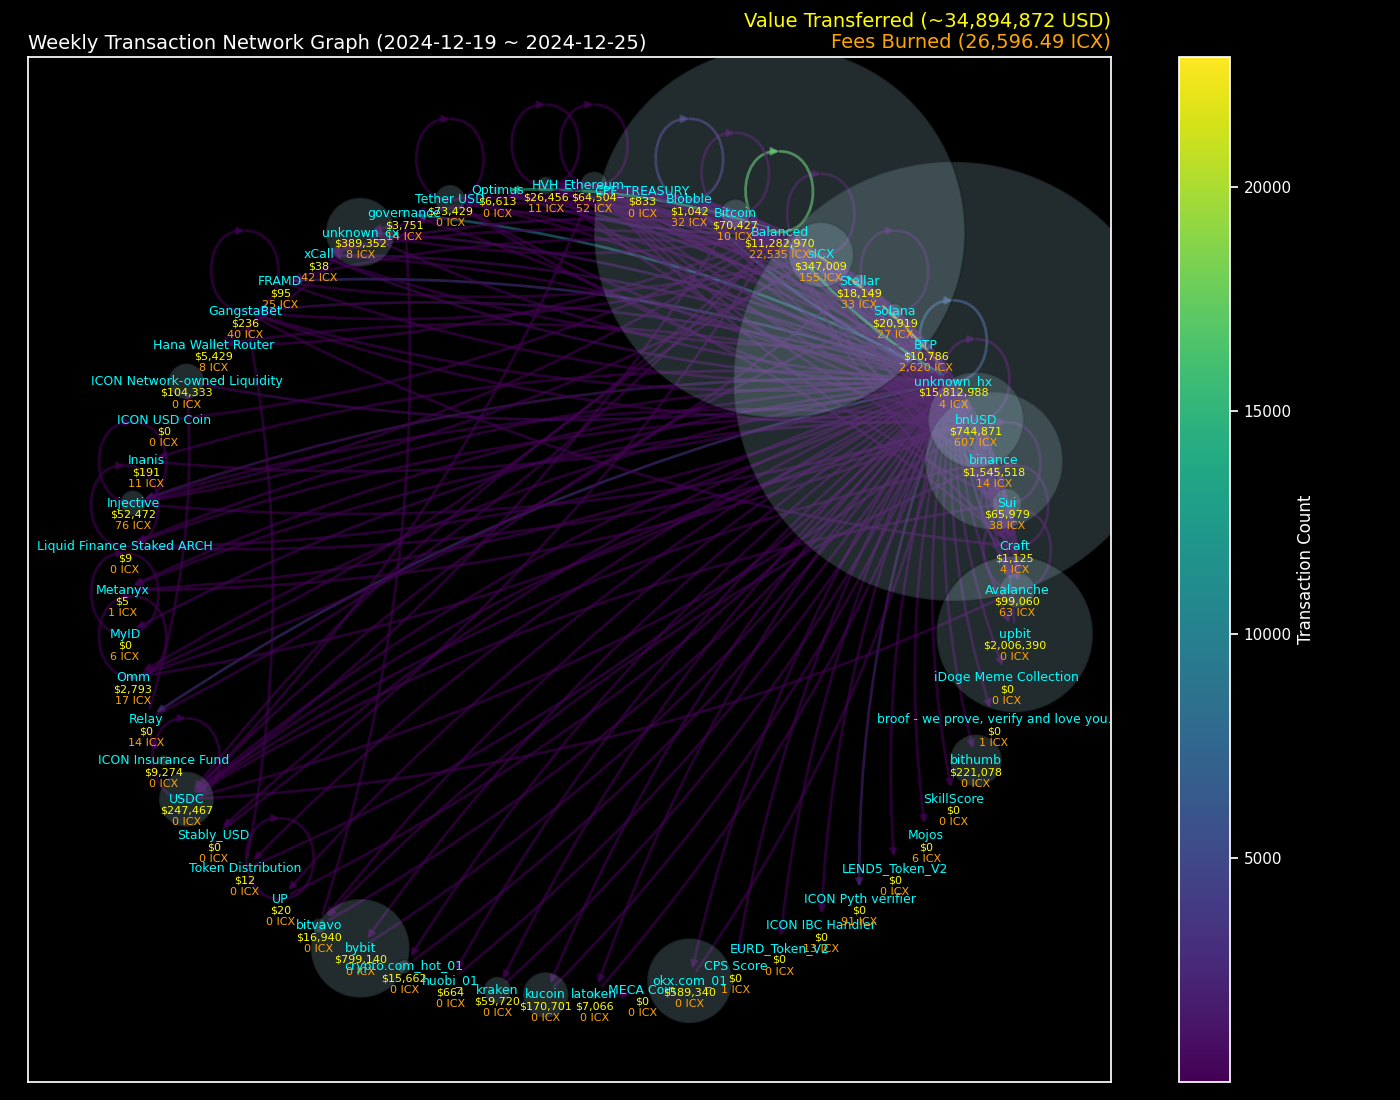 Value Transferred (~34,894,872 USD)
Weekly Transaction Network Graph (2024-12-19 ~ 2024-12-25)
Fees Burned (26,596.49 ICX)
Tether USD
$73,429
0 ICX
Optimus
$6,613
0 ICX
HVH
$26,456
11 ICX
Ethereum
$64,504
52 ICX
CPF_TREASURY
$833
0 ICX
Blobble
$1,042
32 ICX
Bitcoin
$70,427
10 ICX
Balanced
$11,282,970
22,535 ICX
sICX
$347,009
155 ICX
Stellar
$18,149
33 ICX
Solana
$20,919
27 ICX
BTP
$10,786
2,620 ICX
unknown_hx
$15,812,988
4 ICX
bnUSD
$744,871
607 ICX
binance
$1,545,518
14 ICX
Sui
$65,979
38 ICX
Craft
$1,125
4 ICX
Avalanche
$99,060
63 ICX
upbit
$2,006,390
0 ICX
iDoge Meme Collection
$0
0 ICX
broof - we prove, verify and love you.
$0
1 ICX
bithumb
$221,078
0 ICX
SkillScore
$0
0 ICX
Mojos
$0
6 ICX
LEND5_Token_V2
$0
0 ICX
ICON Pyth verifier
$0
91 ICX
ICON IBC Handler
$0
13 ICX
EURD_Token_V2
$0
0 ICX
CPS Score
$0
1 ICX
okx.com_01
$589,340
0 ICX
MECA Coin
$0
0 ICX
latoken
$7,066
0 ICX
kucoin
$170,701
0 ICX
kraken
$59,720
0 ICX
huobi_01
$664
0 ICX
crypto.com_hot_01
$15,662
0 ICX
bybit
$799,140
0 ICX
bitvavo
$16,940
0 ICX
UP
$20
0 ICX
Token Distribution
$12
0 ICX
Stably_USD
$0
0 ICX
USDC
$247,467
0 ICX
ICON Insurance Fund
$9,274
0 ICX
Relay
$0
14 ICX
Omm
$2,793
17 ICX
MyID
$0
6 ICX
Metanyx
$5
1 ICX
Liquid Finance Staked ARCH
$9
0 ICX
Injective
$52,472
76 ICX
Inanis
$191
11 ICX
ICON USD Coin
$0
0 ICX
ICON Network-owned Liquidity
$104,333
0 ICX
Hana Wallet Router
$5,429
8 ICX
GangstaBet
$236
40 ICX
FRAMD
$95
25 ICX
xCall
$38
42 ICX
unknown_cx
$389,352
8 ICX
governance
$3,751
14 ICX
20000
15000
10000
5000
Transaction Count